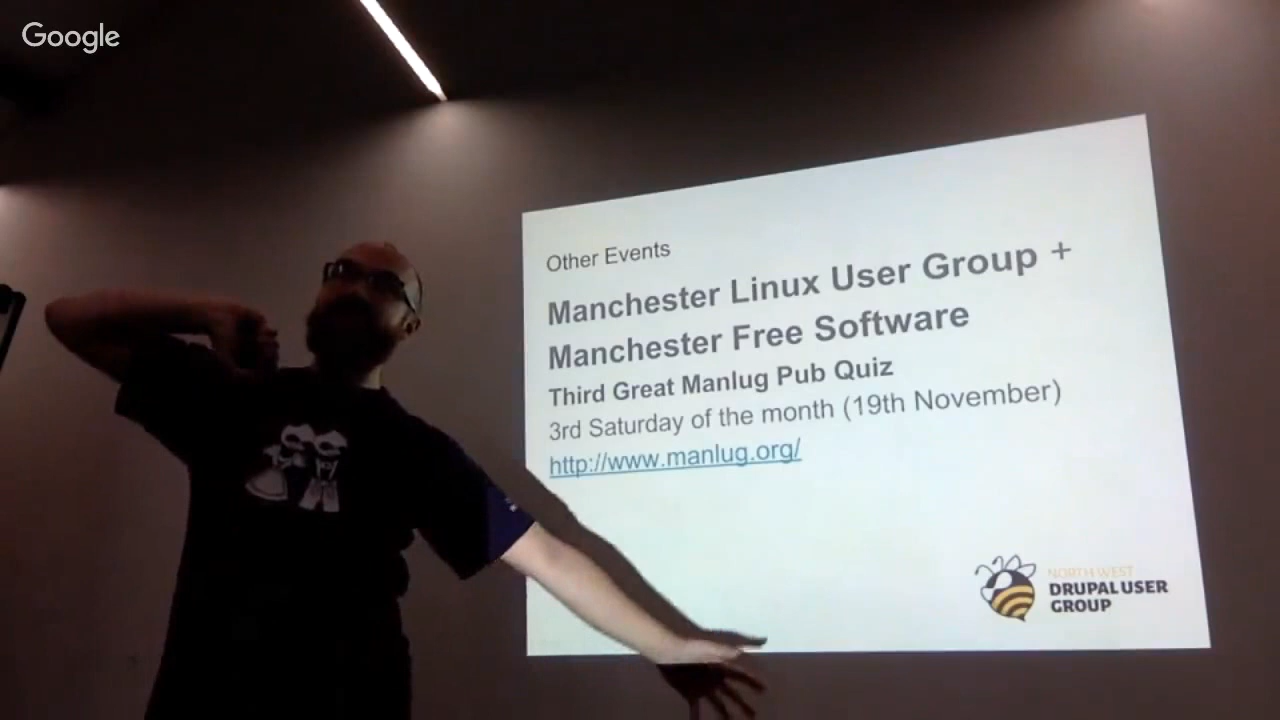 Google
Other Events
Manchester Linux User Group +
Manchester Free Software
Third Great Manlug Pub Quiz
3rd Saturday of the month (19th November)
http://www.manlug.org/
NORTH WEST
DRUPAL USER
GROUP